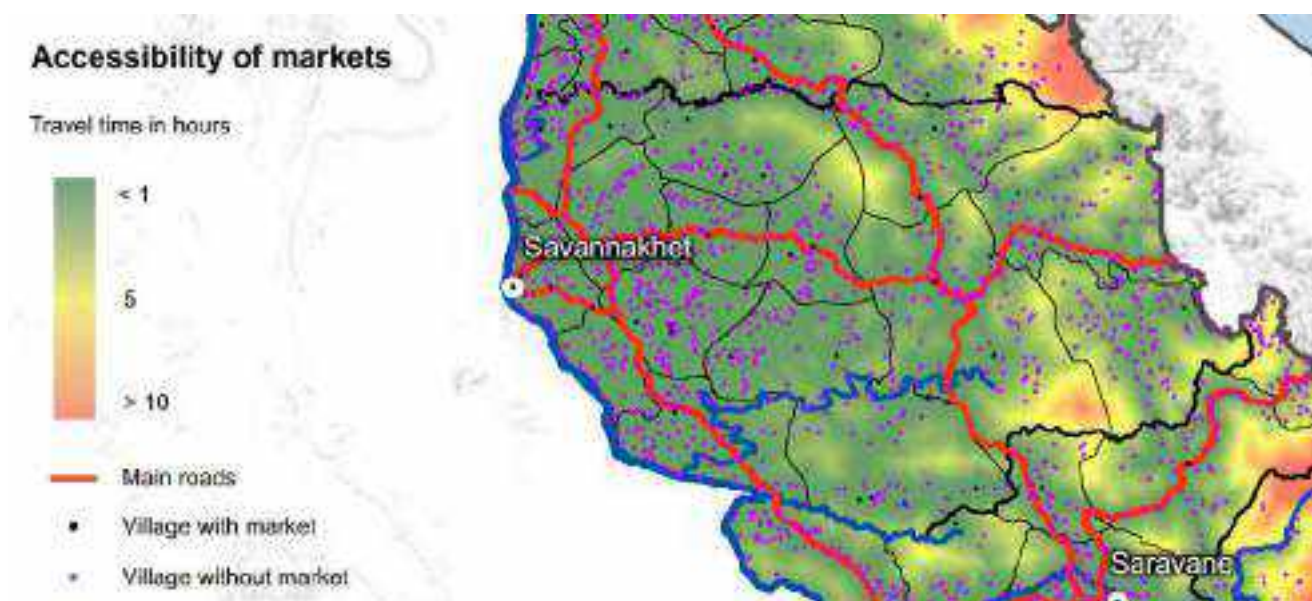 Accessibility of markets
Travel time in hours
< 1
5
> 10
Main roads
Village with market
Village without market
Savannakhet
Saravane